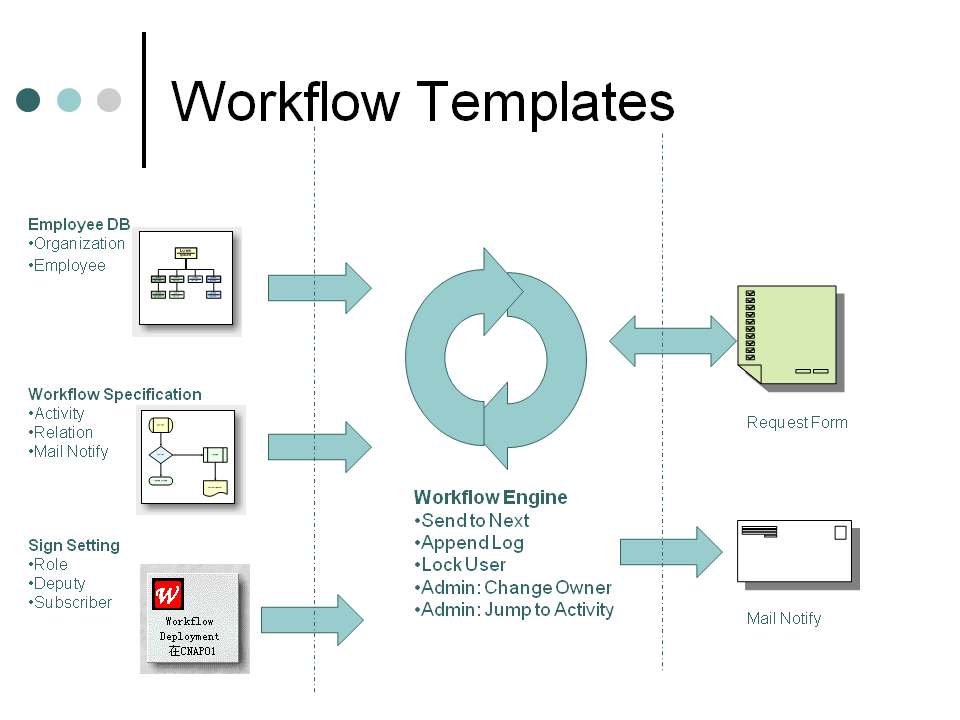 Workflow Templates
Employee DB
•Organization
•Employee
Workflow Specification
•Activity
•Relation
•Mail Notify
Sign Setting
•Role
•Deputy
•Subscriber
Workflow
Deployment
在CNAPO1
Workflow Engine
•Send to Next
•Append Log
•Lock User
•Admin: Change Owner
•Admin: Jump to Activity
Request Form
Mail Notify